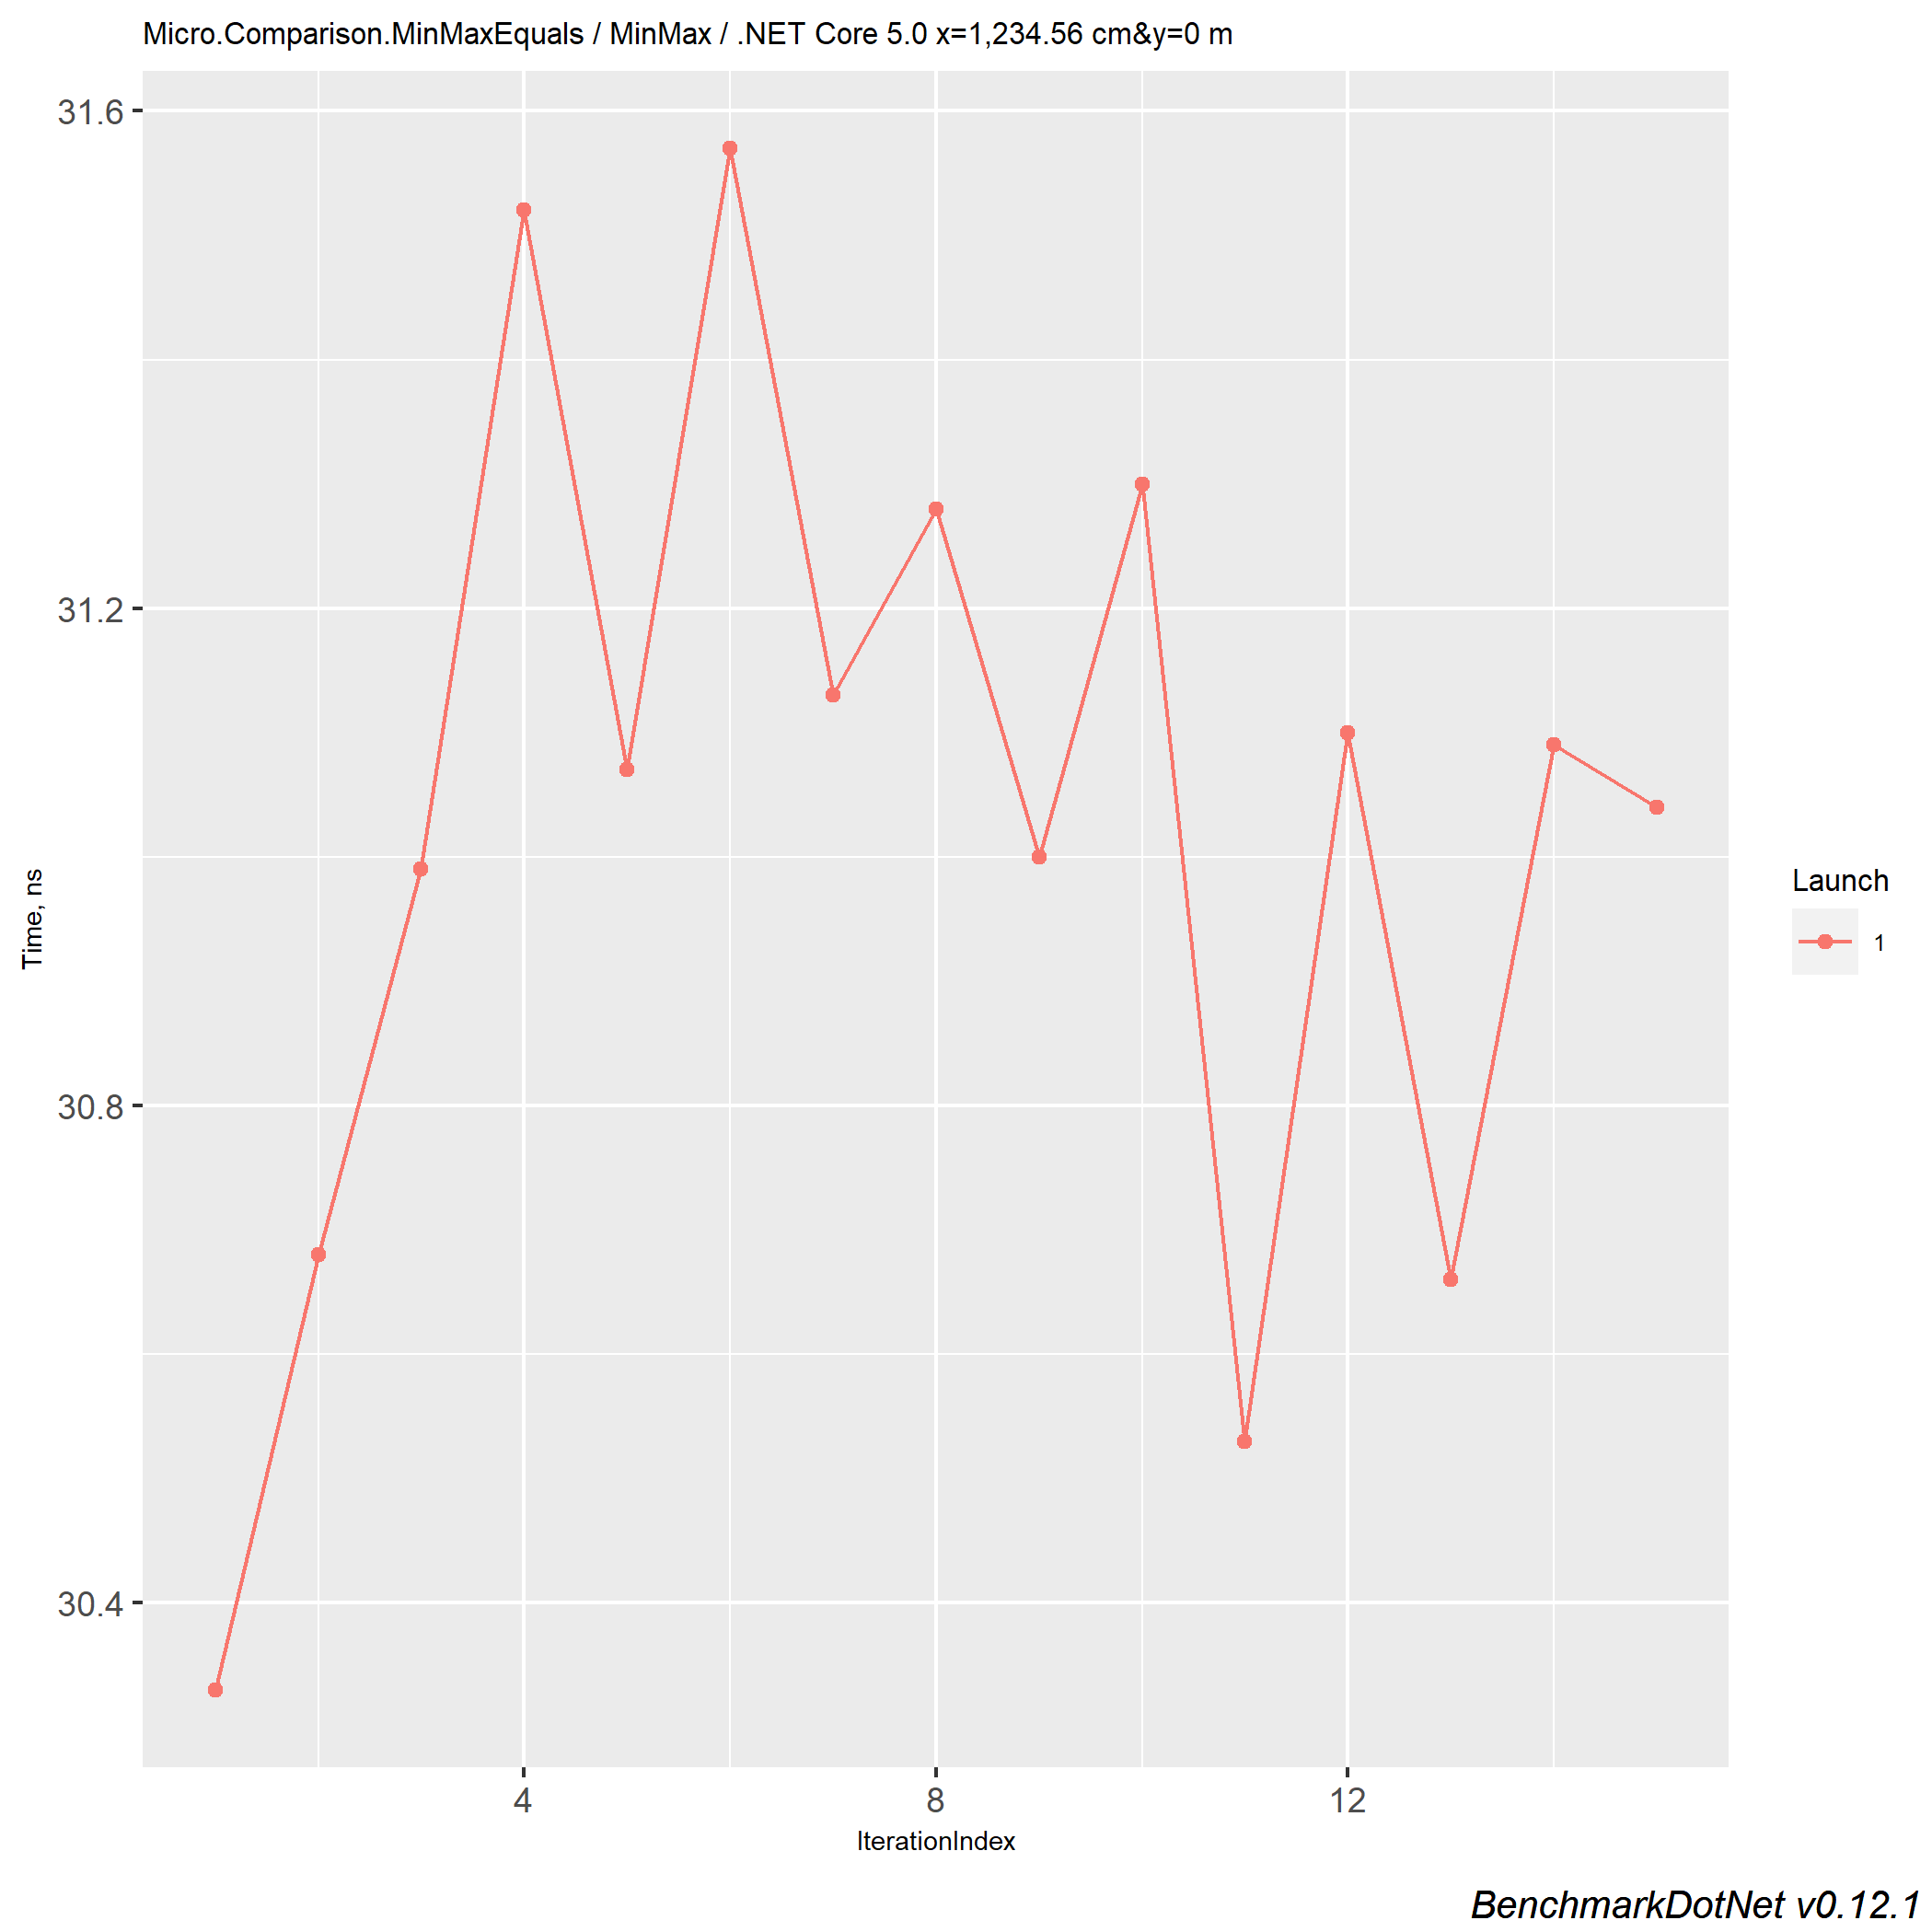 Micro.Comparison.MinMaxEquals / MinMax / .NET Core 5.0 x=1,234.56 cm&y=0 m
31.6
31.2
30.8
30.4
Time, ns
4 8 12
IterationIndex
Launch
1
BenchmarkDotNet v0.12.1